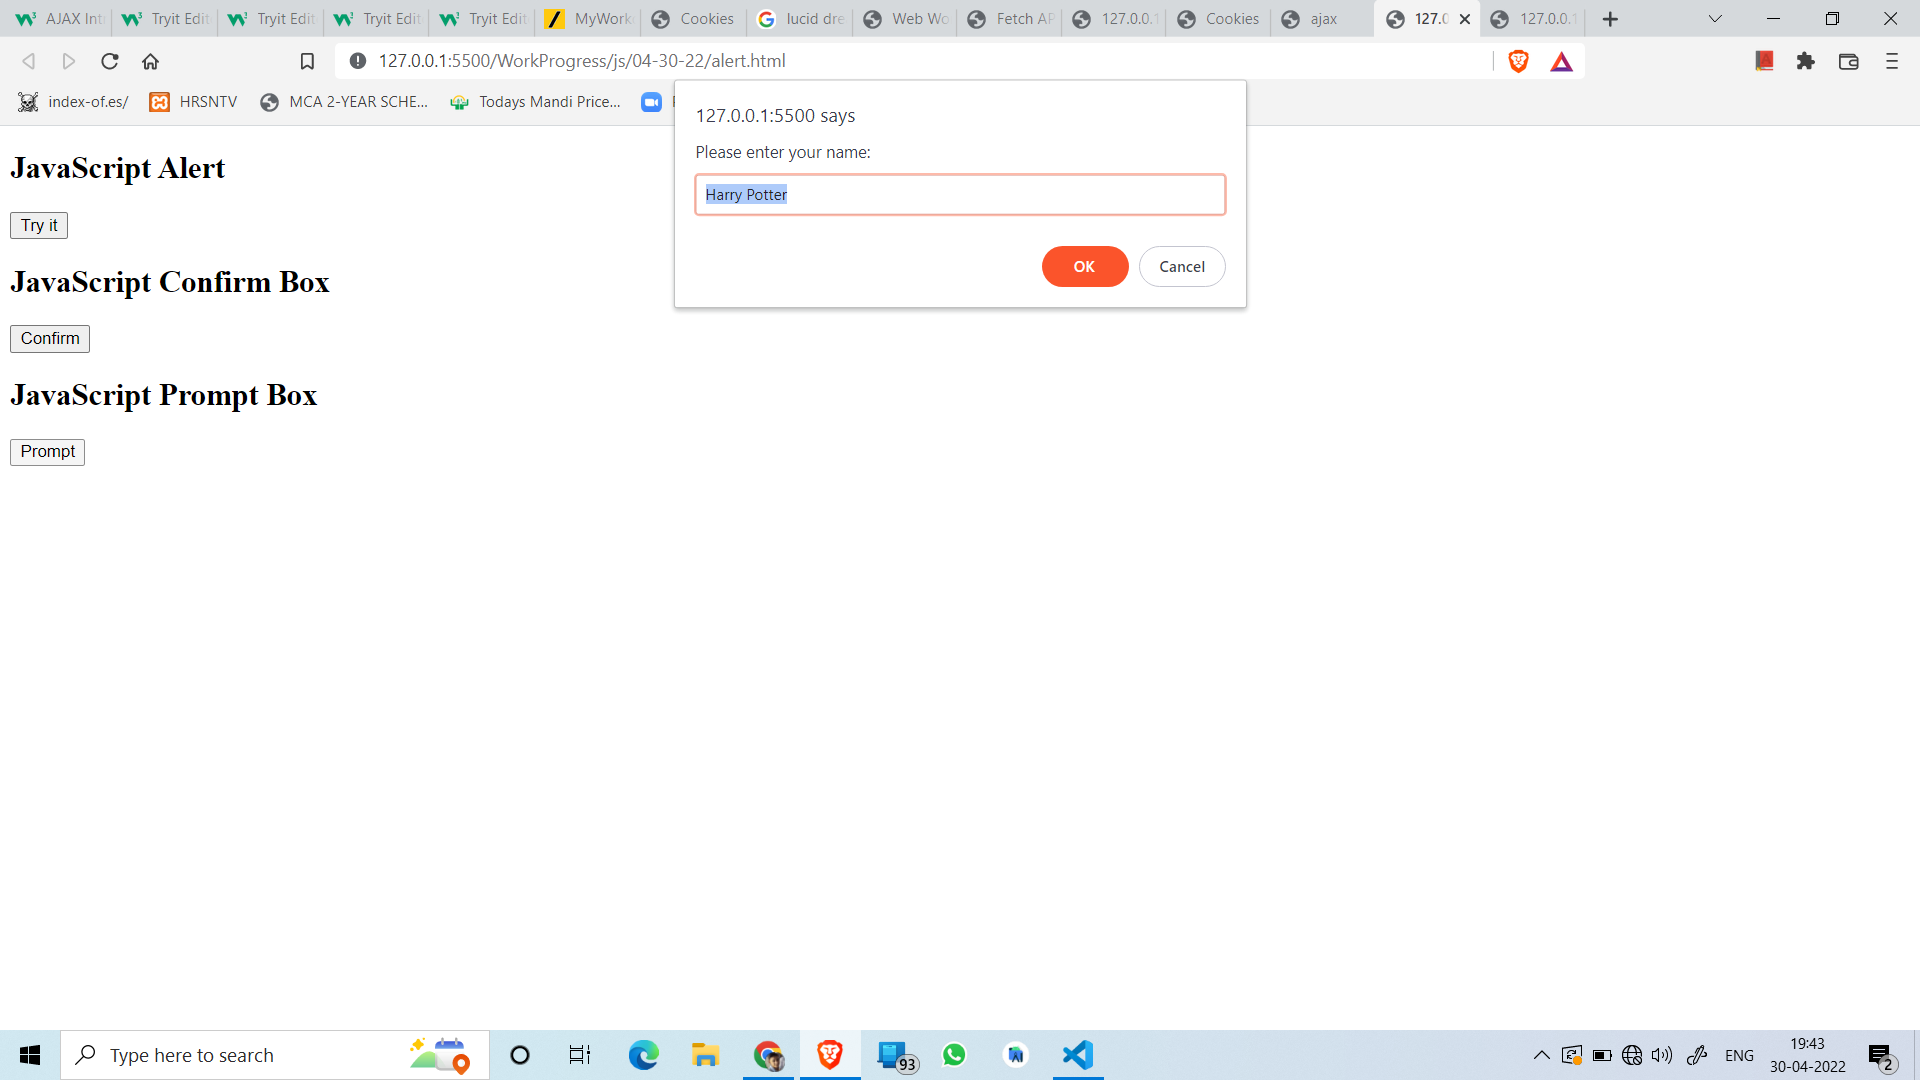 AJAX Int
Tryit Edit
Tryit Edit
Tryit Edit
Tryit Edit
MyWork
Cookies
lucid dre
Web Wo
Fetch AP
127.0.0.1
Cookies
ajax
127.0
127.0.0.1
127.0.0.1:5500/WorkProgress/js/04-30-22/alert.html
index-of.es/
HRSNTV
MCA 2-YEAR SCHE...
Todays Mandi Price...
127.0.0.1:5500 says
Please enter your name:
Harry Potter
OK
Cancel
JavaScript Alert
Try it
JavaScript Confirm Box
Confirm
JavaScript Prompt Box
Prompt
Type here to search
93
ENG
19:43
30-04-2022
2